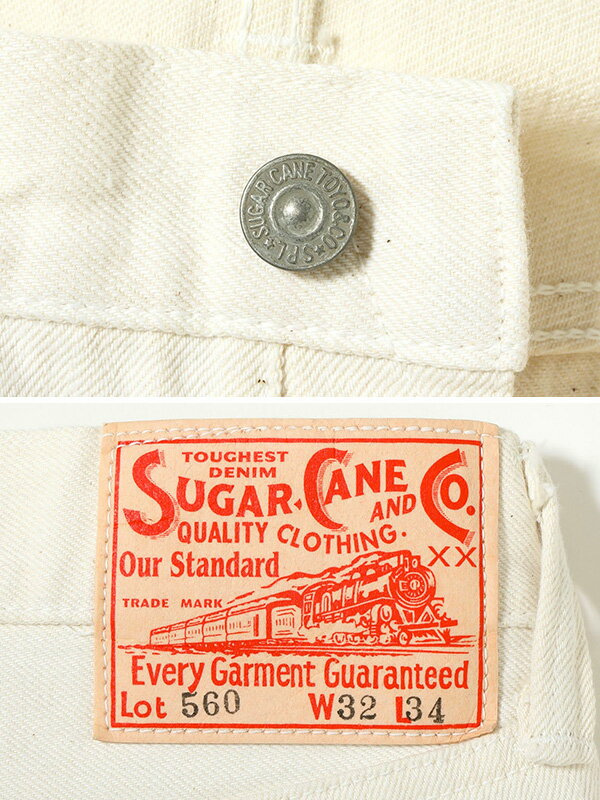 SUGAR CANE TOYO & CO ★ S.P.L ★
TOUGHEST
DENIM
SUGAR CANE AND CO.
QUALITY CLOTHING.
Our Standard XX
TRADE MARK
Every Garment Guaranteed
Lot 560 W32 L34